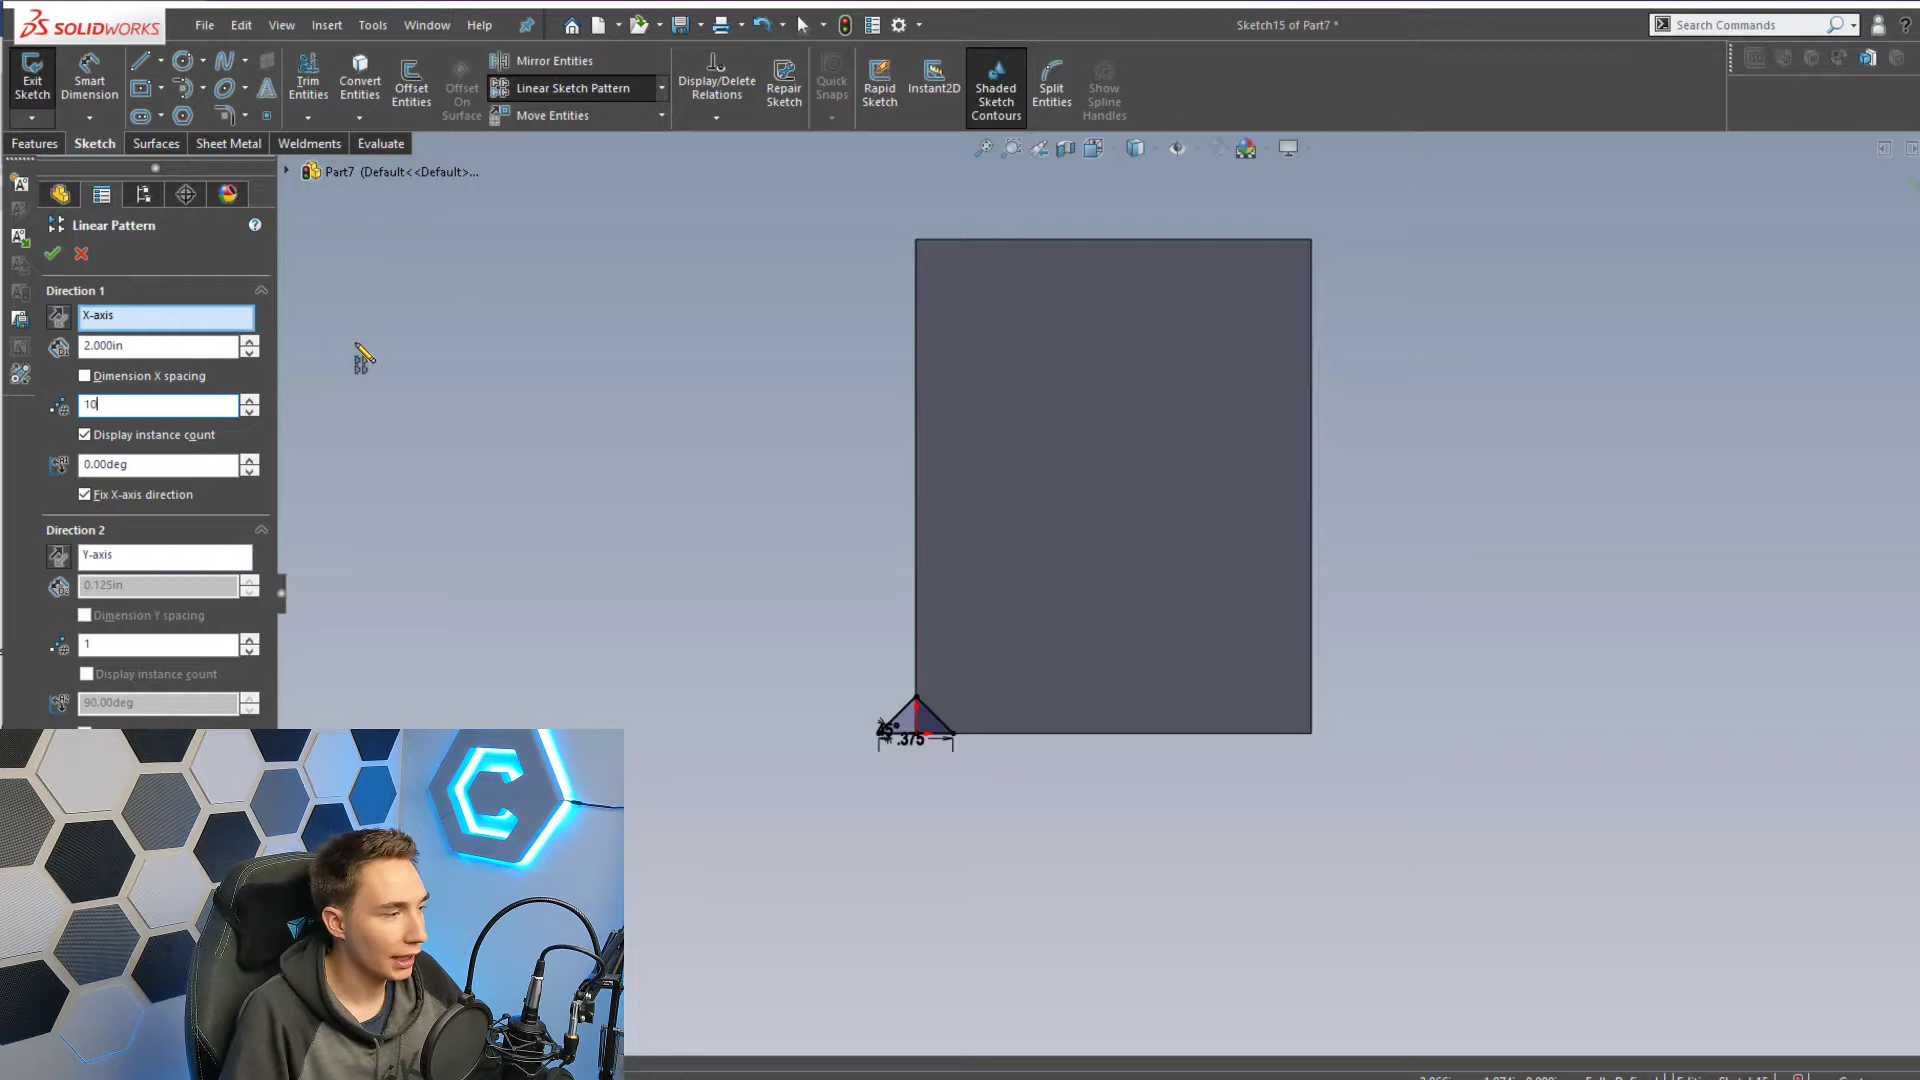 SOLIDWORKS
File Edit View Insert Tools Window Help
Sketch15 of Part7 *
Search Commands
?
Exit Sketch
Smart Dimension
Trim Entities
Convert Entities
Offset Entities
Offset On Surface
Mirror Entities
Linear Sketch Pattern
Move Entities
Display/Delete Relations
Repair Sketch
Quick Snaps
Rapid Sketch
Instant2D
Shaded Sketch Contours
Split Entities
Show Spline Handles
Features Sketch Surfaces Sheet Metal Weldments Evaluate
Part7 (Default<<Default>...
Linear Pattern
?
Direction 1
X-axis
2.000in
Dimension X spacing
10
Display instance count
0.00deg
Fix X-axis direction
Direction 2
Y-axis
0.125in
Dimension Y spacing
1
Display instance count
90.00deg
45°
.375